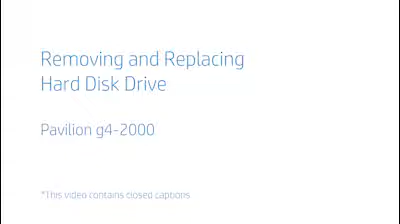 Removing and Replacing
Hard Disk Drive
Pavilion g4-2000
*This video contains closed captions